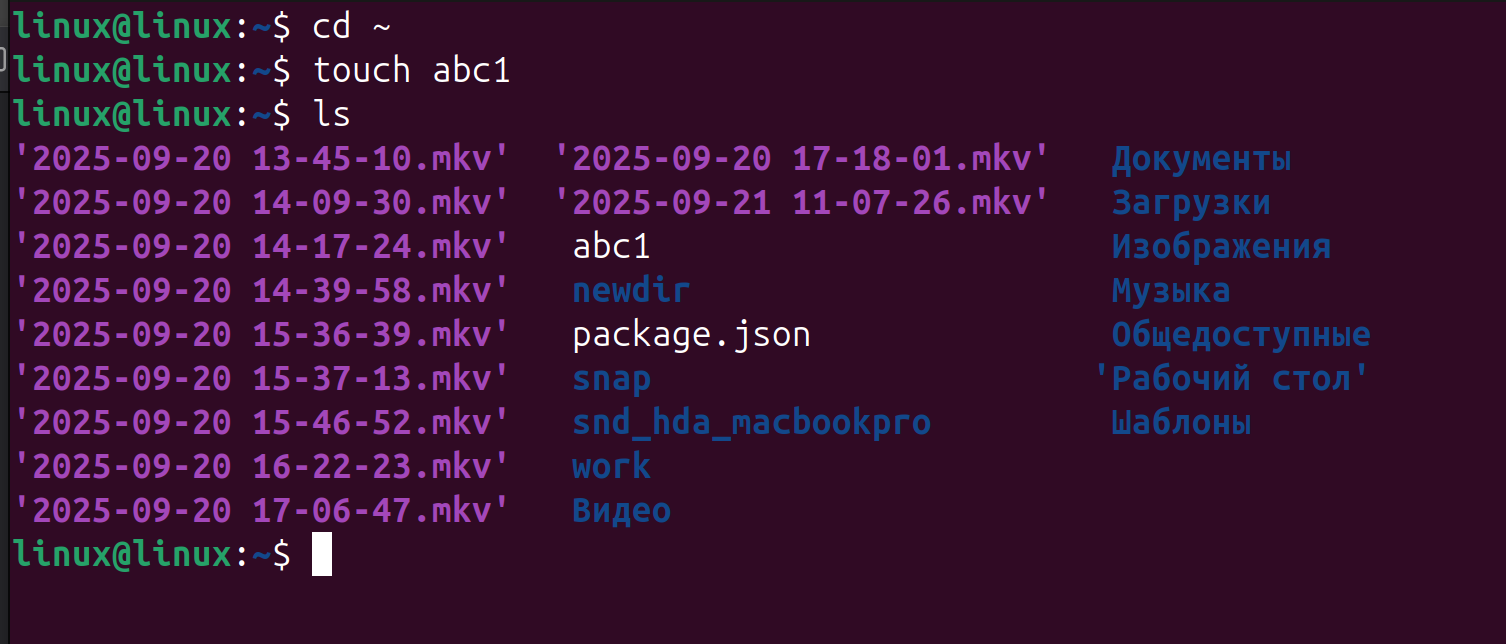 linux@linux:~$ cd ~
linux@linux:~$ touch abc1
linux@linux:~$ ls
'2025-09-20 13-45-10.mkv'  '2025-09-20 17-18-01.mkv'   Документы
'2025-09-20 14-09-30.mkv'  '2025-09-21 11-07-26.mkv'   Загрузки
'2025-09-20 14-17-24.mkv'   abc1                       Изображения
'2025-09-20 14-39-58.mkv'   newdir                     Музыка
'2025-09-20 15-36-39.mkv'   package.json               Общедоступные
'2025-09-20 15-37-13.mkv'   snap                      'Рабочий стол'
'2025-09-20 15-46-52.mkv'   snd_hda_macbookpro         Шаблоны
'2025-09-20 16-22-23.mkv'   work
'2025-09-20 17-06-47.mkv'   Видео
linux@linux:~$